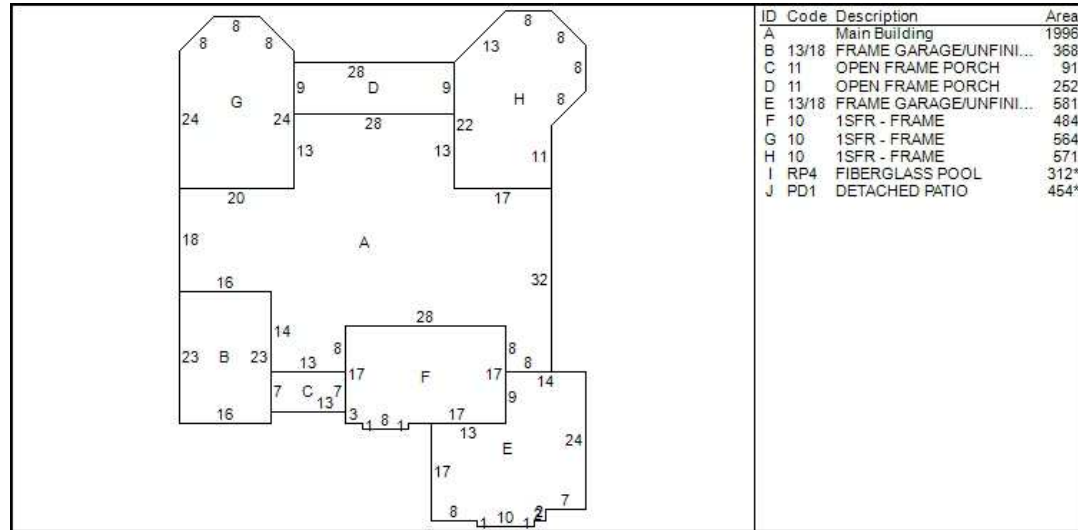 8
8
8
8
13
8
8
8
28
9
D
9
G
H
24
24
28
22
13
13
11
20
17
18
A
16
32
28
14
8
8
23
B
23
13
8
14
17
F
17
7
C
7
13
9
16
3
1
8
1
17
13
24
E
17
8
1
10
1
2
2
7
ID Code Description Area
A Main Building 1996
B 13/18 FRAME GARAGE/UNFINI... 368
C 11 OPEN FRAME PORCH 91
D 11 OPEN FRAME PORCH 252
E 13/18 FRAME GARAGE/UNFINI... 581
F 10 1SFR - FRAME 484
G 10 1SFR - FRAME 564
H 10 1SFR - FRAME 571
I RP4 FIBERGLASS POOL 312*
J PD1 DETACHED PATIO 454*